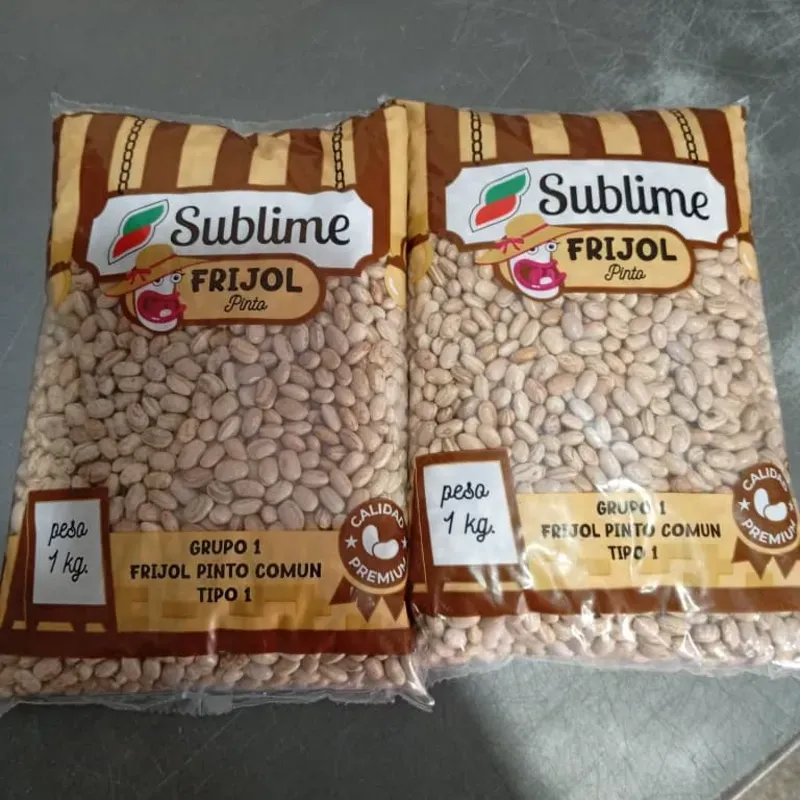 Sublime
FRIJOL
Pinto
peso
1 kg.
GRUPO 1
FRIJOL PINTO COMUN
TIPO 1
CALIDAD
PREMIUM
Sublime
FRIJOL
Pinto
peso
1 kg.
GRUPO 1
FRIJOL PINTO COMUN
TIPO 1
CALIDAD
PREMIUM